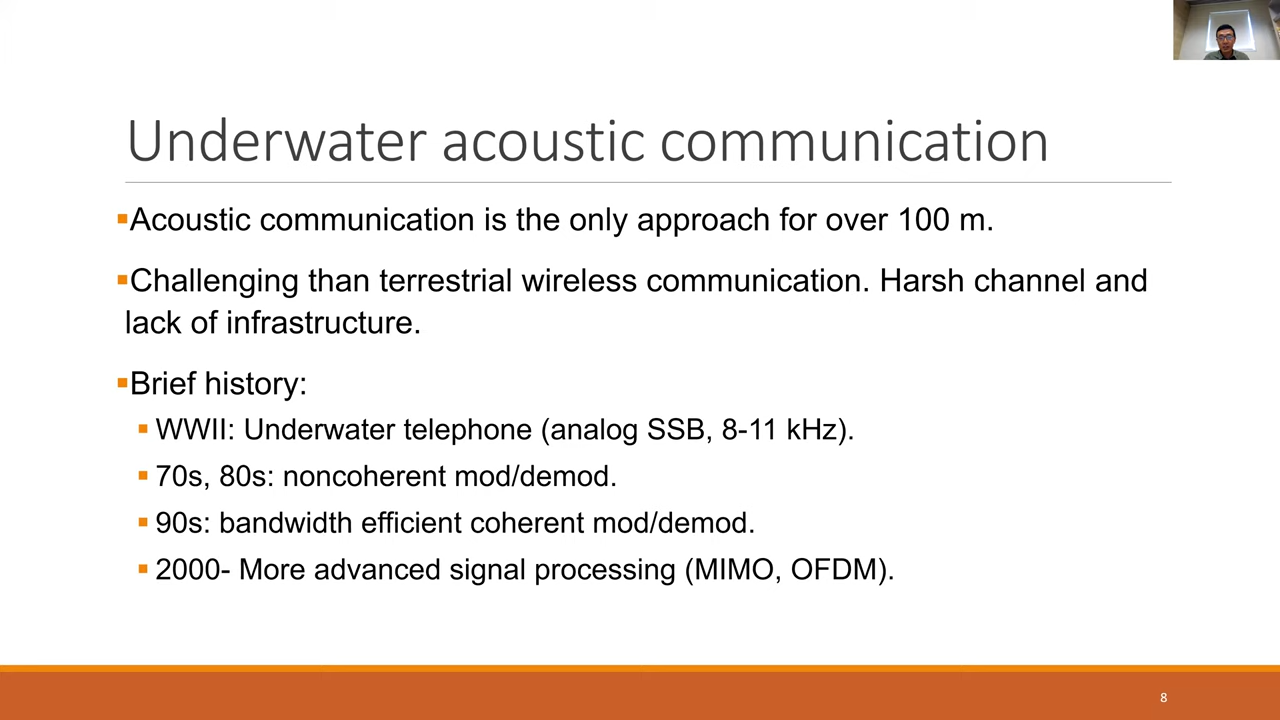 Underwater acoustic communication
▪Acoustic communication is the only approach for over 100 m.
▪Challenging than terrestrial wireless communication. Harsh channel and
lack of infrastructure.
▪Brief history:
▪ WWII: Underwater telephone (analog SSB, 8-11 kHz).
▪ 70s, 80s: noncoherent mod/demod.
▪ 90s: bandwidth efficient coherent mod/demod.
▪ 2000- More advanced signal processing (MIMO, OFDM).
8